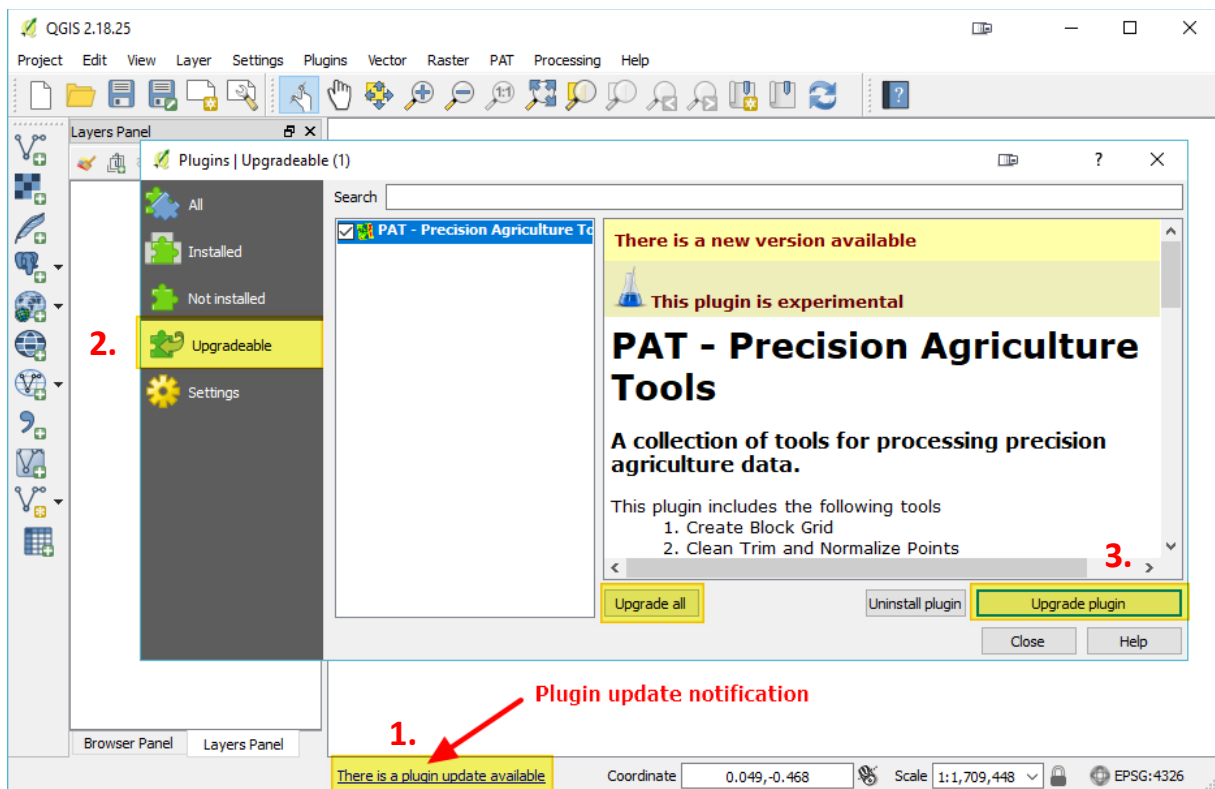 QGIS 2.18.25
Project Edit View Layer Settings Plugins Vector Raster PAT Processing Help
Layers Panel
Plugins | Upgradeable (1)
All
Installed
Not installed
2.
Upgradeable
Settings
Search
PAT - Precision Agriculture To
There is a new version available
This plugin is experimental
PAT - Precision Agriculture
Tools
A collection of tools for processing precision
agriculture data.
This plugin includes the following tools
1. Create Block Grid
2. Clean Trim and Normalize Points
3.
Upgrade all
Uninstall plugin
Upgrade plugin
Close
Help
Plugin update notification
1.
Browser Panel
Layers Panel
There is a plugin update available
Coordinate
0.049,-0.468
Scale
1:1,709,448
EPSG:4326